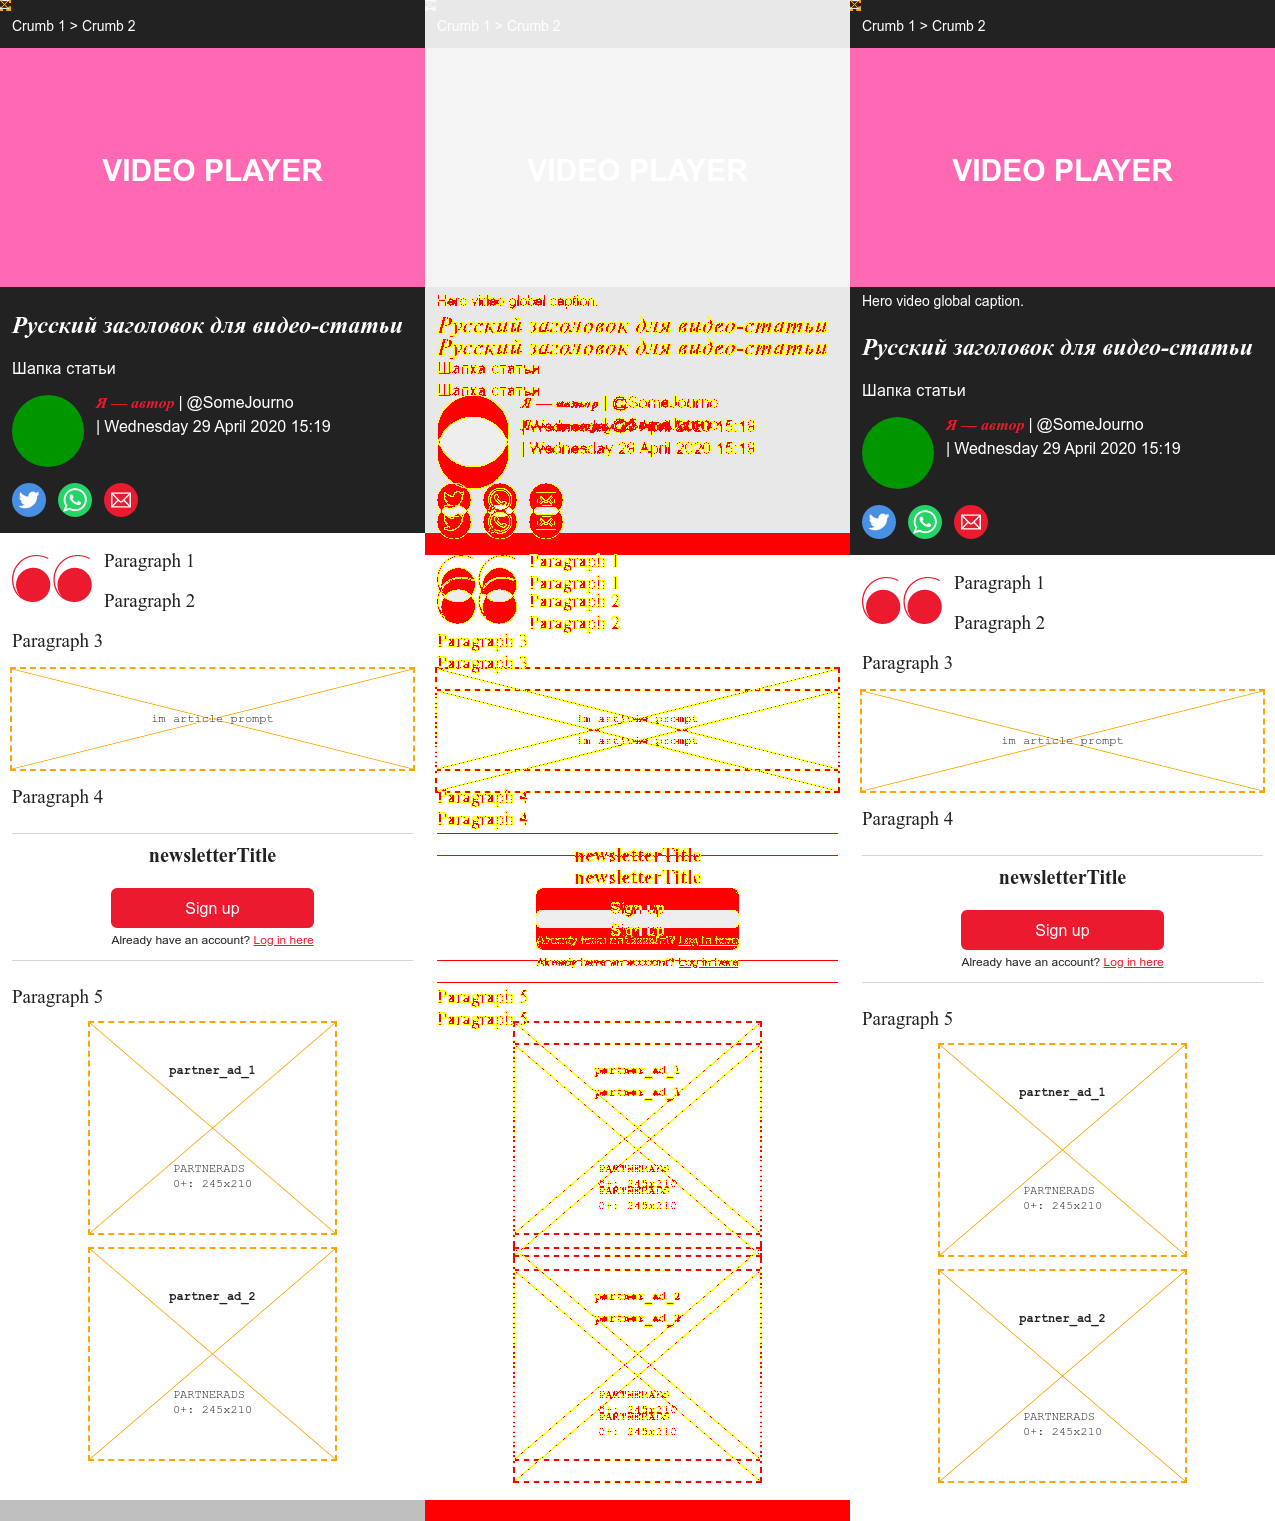 Crumb 1 > Crumb 2
VIDEO PLAYER
Русский заголовок для видео-статьи
Шапка статьи
Я — автор | @SomeJourno
| Wednesday 29 April 2020 15:19
Paragraph 1
Paragraph 2
Paragraph 3
im article prompt
Paragraph 4
newsletterTitle
Sign up
Already have an account? Log in here
Paragraph 5
partner_ad_1
PARTNERADS
0+: 245x210
partner_ad_2
PARTNERADS
0+: 245x210
Crumb 1 > Crumb 2
VIDEO PLAYER
Hero video global caption.
Русский заголовок для видео-статьи
Русский заголовок для видео-статьи
Шапка статьи
Шапка статьи
Я — автор | @SomeJourno
| Wednesday 29 April 2020 15:19
| Wednesday 29 April 2020 15:19
Paragraph 1
Paragraph 1
Paragraph 2
Paragraph 2
Paragraph 3
Paragraph 3
im article prompt
im article prompt
Paragraph 4
Paragraph 4
newsletterTitle
newsletterTitle
Sign up
Sign up
Already have an account? Log in here
Already have an account? Log in here
Paragraph 5
Paragraph 5
partner_ad_1
partner_ad_1
PARTNERADS
0+: 245x210
PARTNERADS
0+: 245x210
partner_ad_2
partner_ad_2
PARTNERADS
0+: 245x210
PARTNERADS
0+: 245x210
Crumb 1 > Crumb 2
VIDEO PLAYER
Hero video global caption.
Русский заголовок для видео-статьи
Шапка статьи
Я — автор | @SomeJourno
| Wednesday 29 April 2020 15:19
Paragraph 1
Paragraph 2
Paragraph 3
im article prompt
Paragraph 4
newsletterTitle
Sign up
Already have an account? Log in here
Paragraph 5
partner_ad_1
PARTNERADS
0+: 245x210
partner_ad_2
PARTNERADS
0+: 245x210